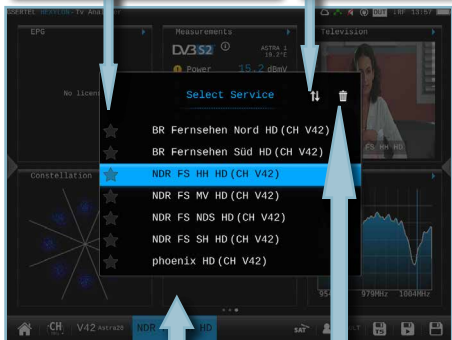 EPG
Measurements
Television
DVB S2
ASTRA 1
19.2°E
Power 15.2 dBmV
No licen
Select Service
BR Fernsehen Nord HD(CH V42)
BR Fernsehen Süd HD(CH V42)
NDR FS HH HD(CH V42)
NDR FS MV HD(CH V42)
NDR FS NDS HD(CH V42)
NDR FS SH HD(CH V42)
phoenix HD(CH V42)
FS HH HD
Constellation
979MHz 1004MHz
CH V42 NDR HD SAT